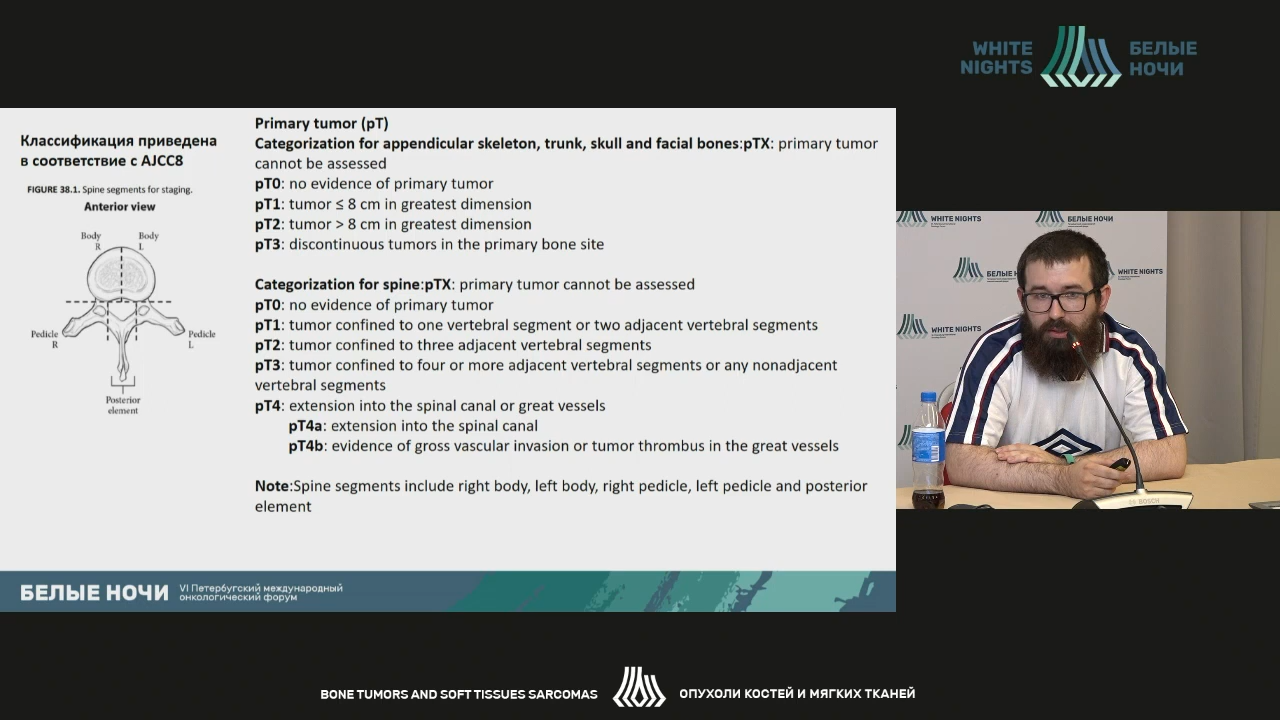 WHITE
NIGHTS
БЕЛЫЕ
НОЧИ
Классификация приведена
в соответствие с AJCC8
FIGURE 38.1. Spine segments for staging.
Anterior view
Body
R
Body
L
Pedicle
R
Pedicle
L
Posterior
element
Primary tumor (pT)
Categorization for appendicular skeleton, trunk, skull and facial bones:pTX: primary tumor
cannot be assessed
pT0: no evidence of primary tumor
pT1: tumor ≤ 8 cm in greatest dimension
pT2: tumor > 8 cm in greatest dimension
pT3: discontinuous tumors in the primary bone site
Categorization for spine:pTX: primary tumor cannot be assessed
pT0: no evidence of primary tumor
pT1: tumor confined to one vertebral segment or two adjacent vertebral segments
pT2: tumor confined to three adjacent vertebral segments
pT3: tumor confined to four or more adjacent vertebral segments or any nonadjacent
vertebral segments
pT4: extension into the spinal canal or great vessels
pT4a: extension into the spinal canal
pT4b: evidence of gross vascular invasion or tumor thrombus in the great vessels
Note:Spine segments include right body, left body, right pedicle, left pedicle and posterior
element
БЕЛЫЕ НОЧИ
VI Петербугский международный
онкологический форум
WHITE NIGHTS
БЕЛЫЕ НОЧИ
WHITE NIGHTS
WHITE NIGHTS
BOSCH
BONE TUMORS AND SOFT TISSUES SARCOMAS
ОПУХОЛИ КОСТЕЙ И МЯГКИХ ТКАНЕЙ